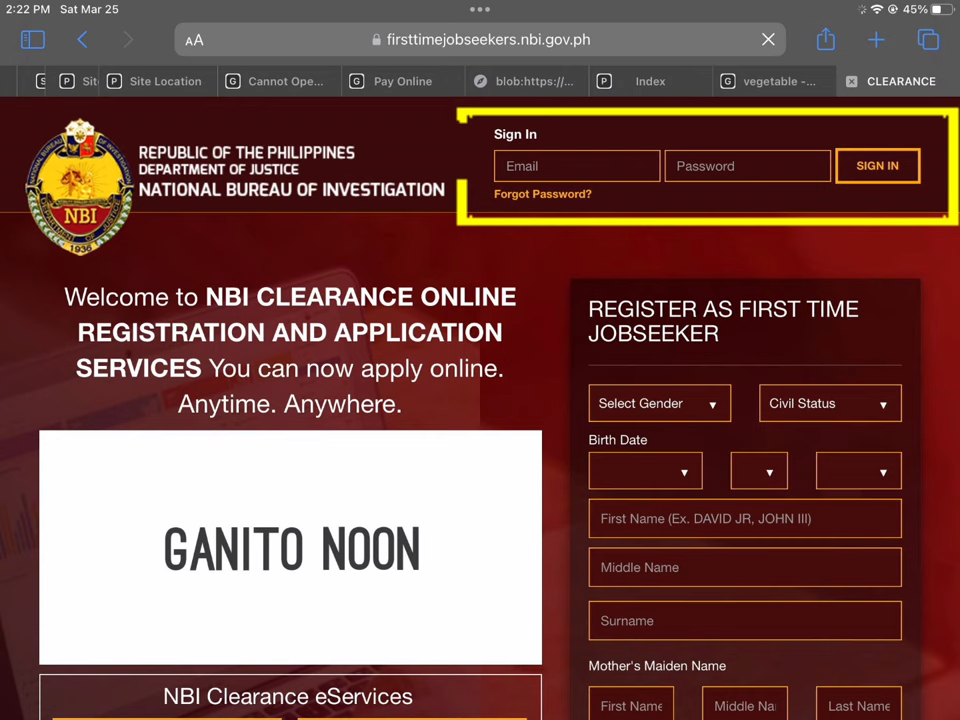 2:22 PM Sat Mar 25
45%
AA
firsttimejobseekers.nbi.gov.ph
S
P Sit
P Site Location
G Cannot Ope...
G Pay Online
blob:https://...
P Index
G vegetable -...
CLEARANCE
REPUBLIC OF THE PHILIPPINES
DEPARTMENT OF JUSTICE
NATIONAL BUREAU OF INVESTIGATION
NBI
1936
Sign In
Email
Password
SIGN IN
Forgot Password?
Welcome to NBI CLEARANCE ONLINE
REGISTRATION AND APPLICATION
SERVICES You can now apply online.
Anytime. Anywhere.
GANITO NOON
NBI Clearance eServices
REGISTER AS FIRST TIME
JOBSEEKER
Select Gender
Civil Status
Birth Date
First Name (Ex. DAVID JR, JOHN III)
Middle Name
Surname
Mother's Maiden Name
First Name
Middle Na
Last Name